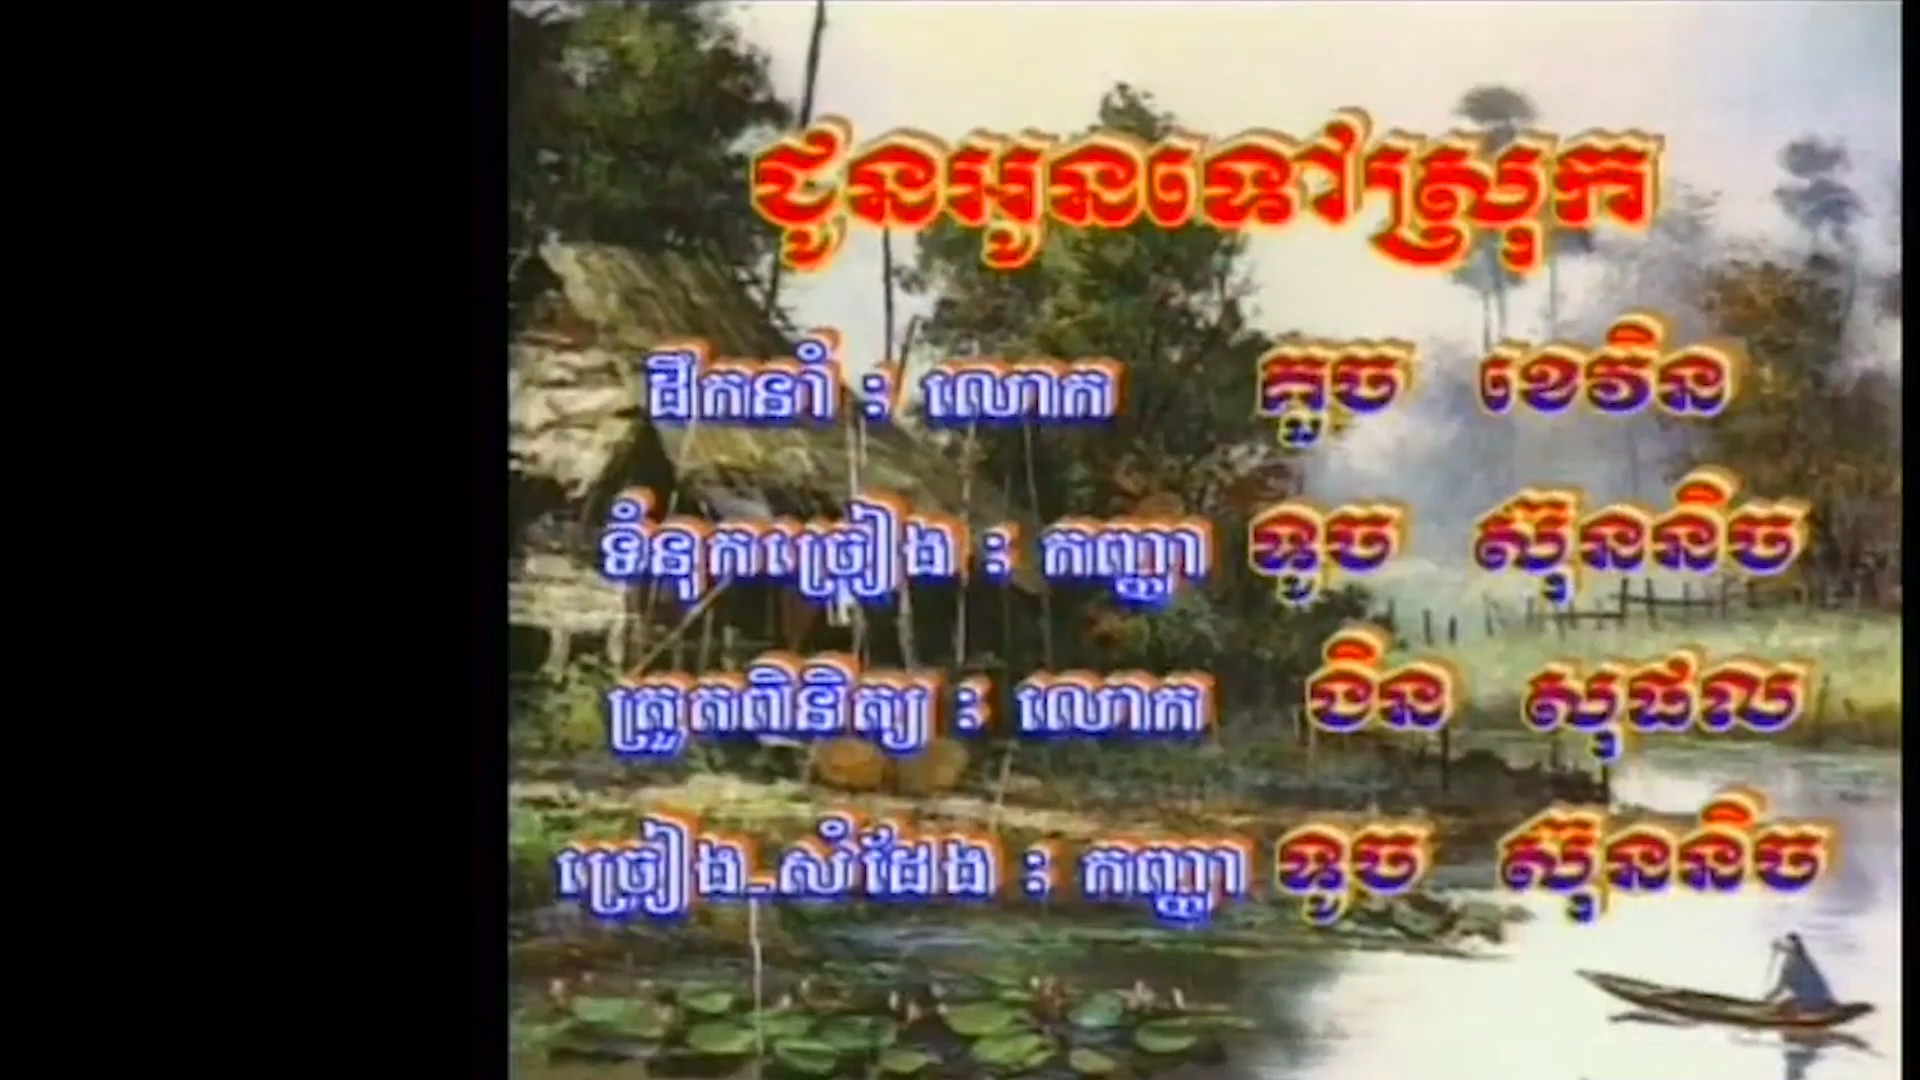 ជូនអូនទៅស្រុក
ដឹកនាំ : លោក គួច ខេវិន
ទំនុកច្រៀង : កញ្ញា ទូច ស៊ុននិច
ត្រួតពិនិត្យ : លោក ងិន សុផល
ច្រៀង_សំដែង : កញ្ញា ទូច ស៊ុននិច